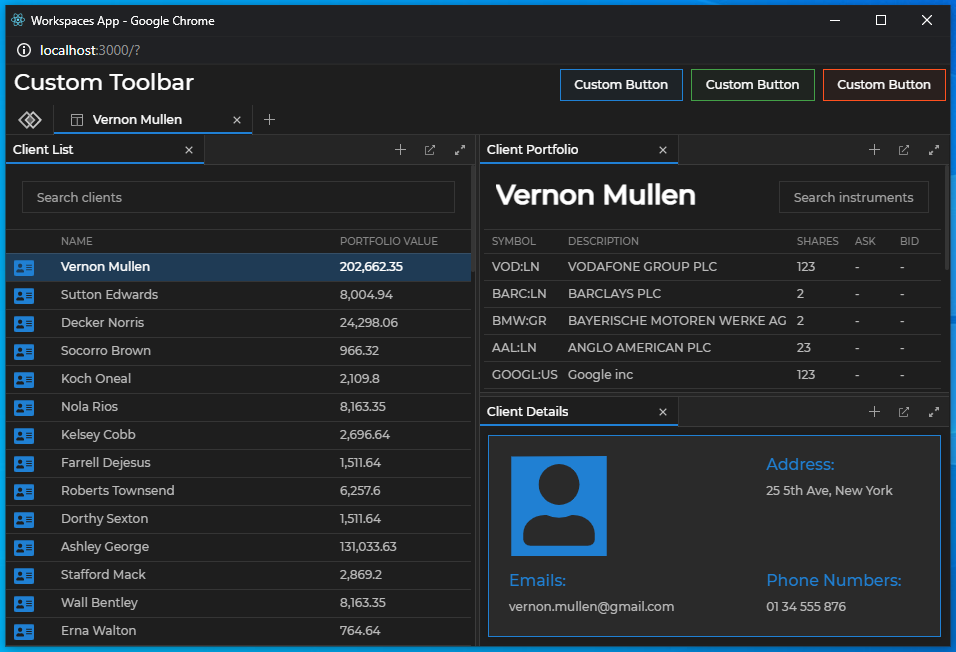 Workspaces App - Google Chrome
localhost:3000/?
Custom Toolbar
Custom Button
Custom Button
Custom Button
Vernon Mullen
Client List
Search clients
NAME PORTFOLIO VALUE
Vernon Mullen 202,662.35
Sutton Edwards 8,004.94
Decker Norris 24,298.06
Socorro Brown 966.32
Koch Oneal 2,109.8
Nola Rios 8,163.35
Kelsey Cobb 2,696.64
Farrell Dejesus 1,511.64
Roberts Townsend 6,257.6
Dorthy Sexton 1,511.64
Ashley George 131,033.63
Stafford Mack 2,869.2
Wall Bentley 8,163.35
Erna Walton 764.64
Client Portfolio
Vernon Mullen
Search instruments
SYMBOL DESCRIPTION SHARES ASK BID
VOD:LN VODAFONE GROUP PLC 123 - -
BARC:LN BARCLAYS PLC 2 - -
BMW:GR BAYERISCHE MOTOREN WERKE AG 2 - -
AAL:LN ANGLO AMERICAN PLC 23 - -
GOOGL:US Google inc 123 - -
Client Details
Address:
25 5th Ave, New York
Emails:
vernon.mullen@gmail.com
Phone Numbers:
01 34 555 876